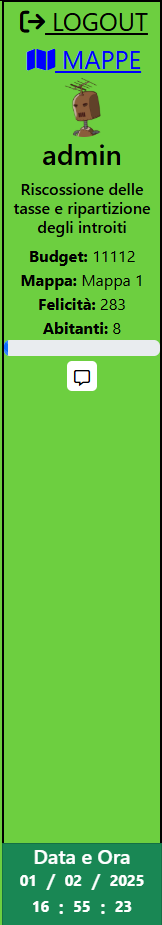 LOGOUT
MAPPE
admin
Riscossione delle
tasse e ripartizione
degli introiti
Budget: 11112
Mappa: Mappa 1
Felicità: 283
Abitanti: 8
Data e Ora
01 / 02 / 2025
16 : 55 : 23